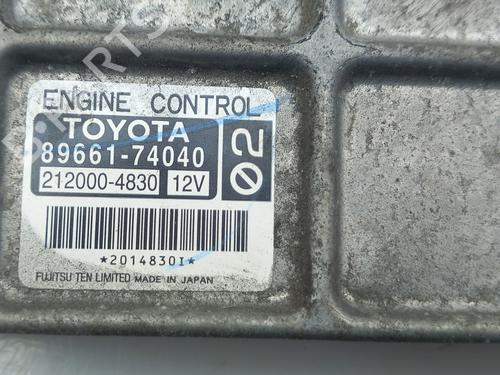 ENGINE CONTROL
TOYOTA
89661-74040
212000-4830 12V
02
*2014830I*
FUJITSU TEN LIMITED MADE IN JAPAN